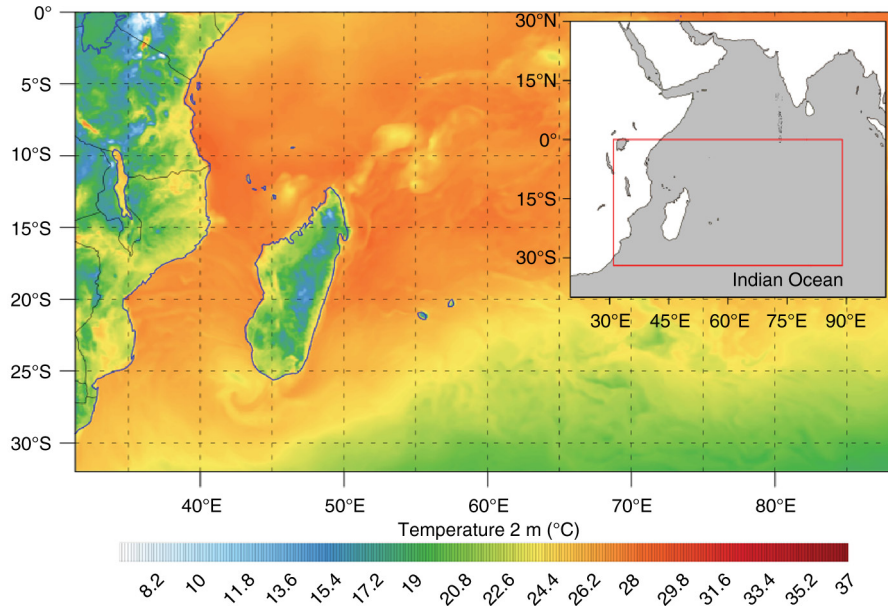 0°
5°S
10°S
15°S
20°S
25°S
30°S
30°N
15°N
0°
15°S
30°S
Indian Ocean
30°E 45°E 60°E 75°E 90°E
40°E 50°E 60°E 70°E 80°E
Temperature 2 m (°C)
8.2 10 11.8 13.6 15.4 17.2 19 20.8 22.6 24.4 26.2 28 29.8 31.6 33.4 35.2 37